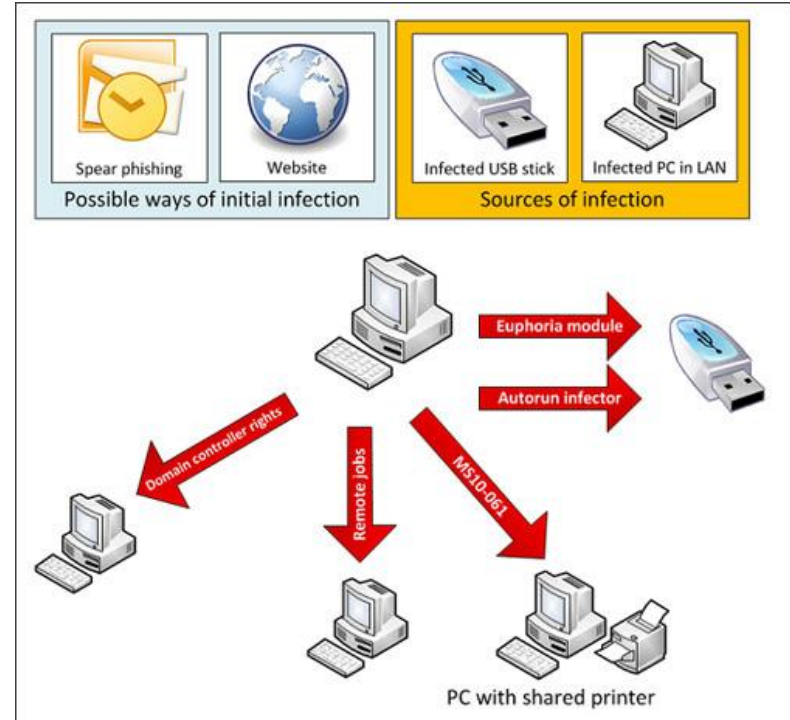 Spear phishing
Website
Possible ways of initial infection
Infected USB stick
Infected PC in LAN
Sources of infection
Euphoria module
Autorun infector
Domain controller rights
Remote jobs
MS10-061
PC with shared printer